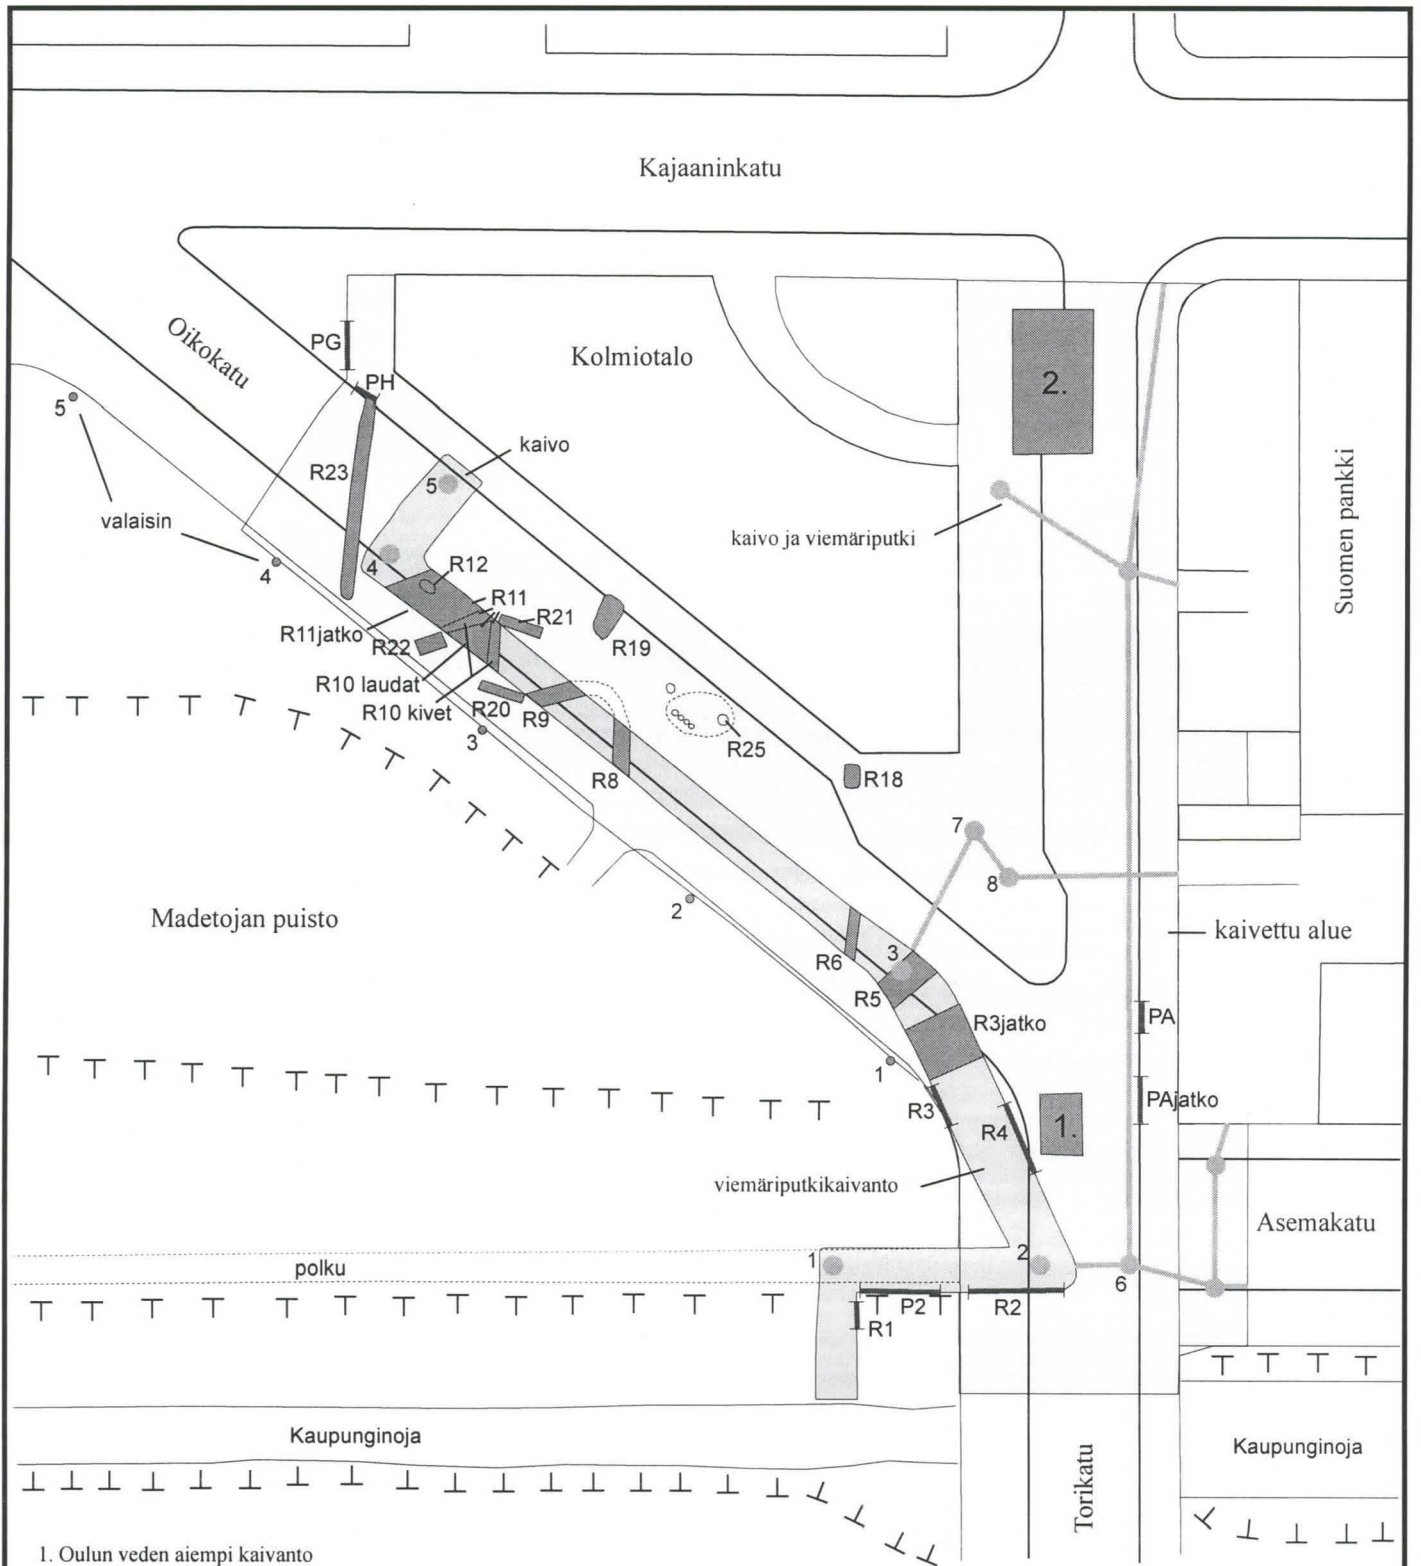 Kajaaninkatu
Oikokatu
PG
PH
Kolmiotalo
2.
5
kaivo
R23
5
valaisin
4
4
R12
R11
R21
R19
R11jatko
R22
R10 laudat
R10 kivet
R20
R9
3
R8
R25
R18
kaivo ja viemäriputki
Suomen pankki
7
8
Madetojan puisto
2
kaivettu alue
R6
3
R5
R3jatko
PA
1
PAjatko
R3
R4
1.
viemäriputkikaivanto
Asemakatu
1
2
polku
6
P2
R2
R1
Kaupunginoja
Kaupunginoja
Torikatu
1. Oulun veden aiempi kaivanto